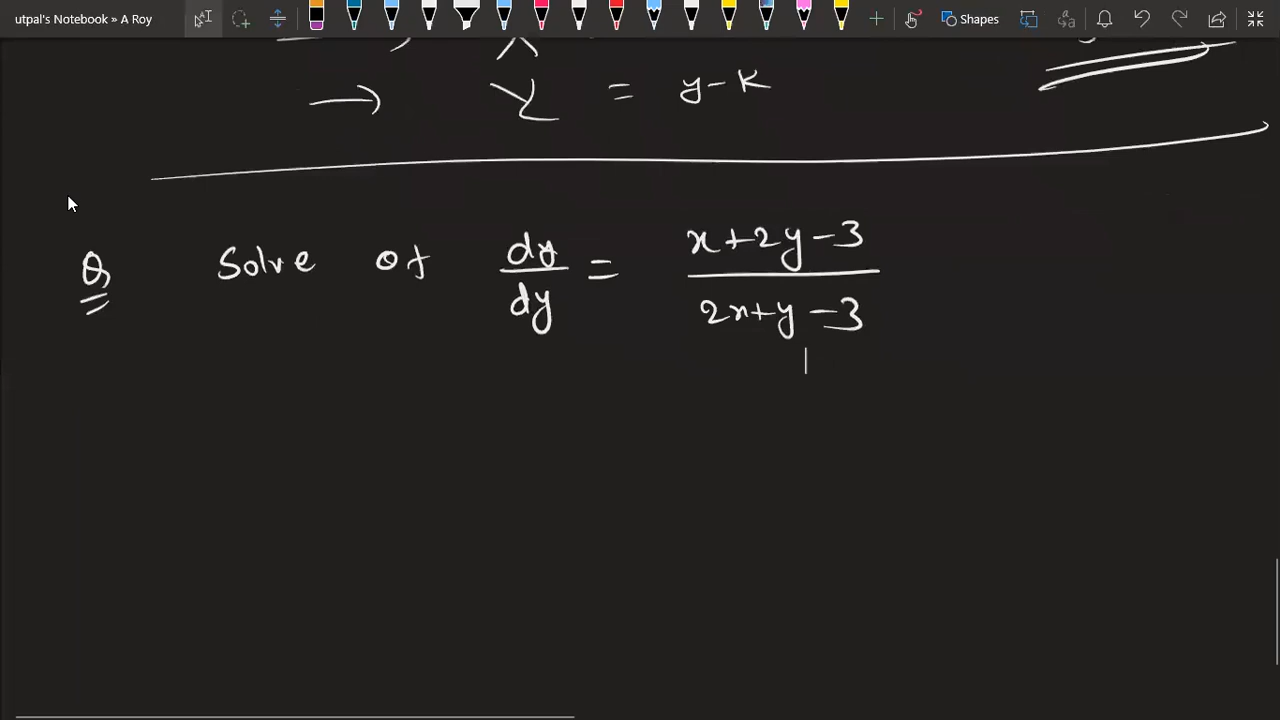 utpal's Notebook » A Roy
Shapes
→ Y = y-K
Q Solve of dy/dy = x+2y-3/2x+y-3